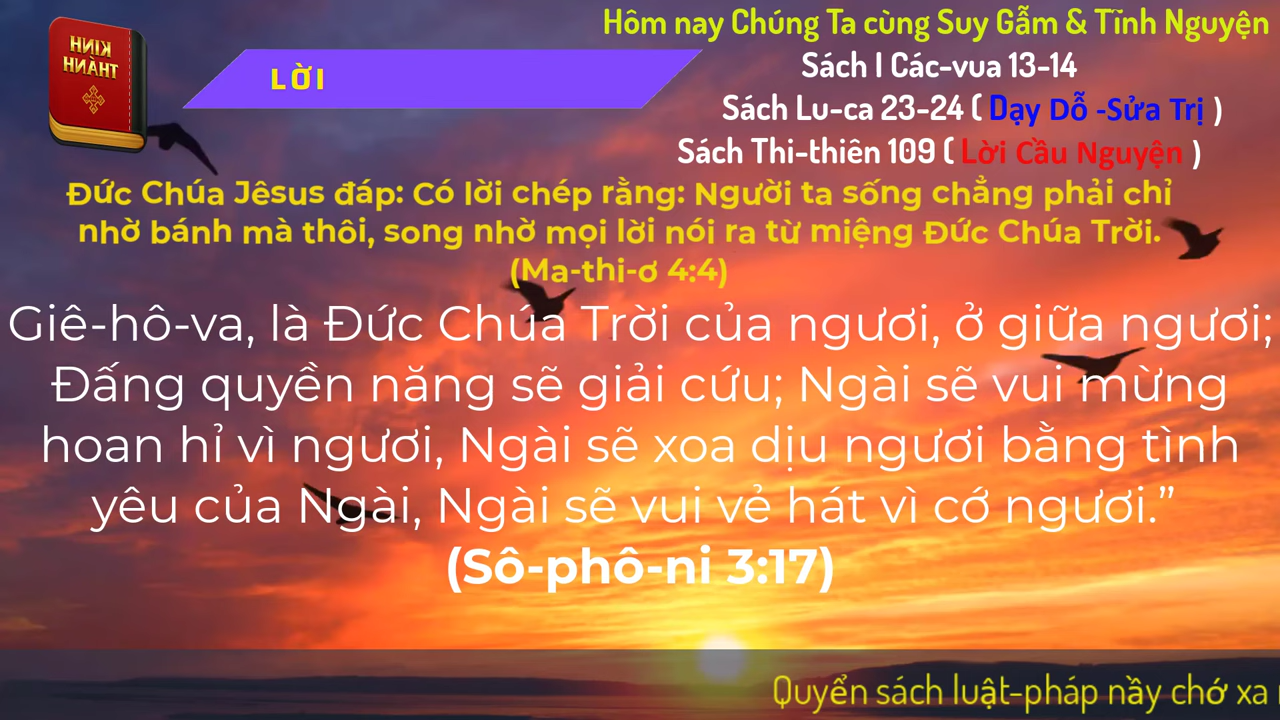 KINH
THÁNH
LỜI
Hôm nay Chúng Ta cùng Suy Gẫm & Tĩnh Nguyện
Sách I Các-vua 13-14
Sách Lu-ca 23-24 ( Dạy Dỗ -Sửa Trị )
Sách Thi-thiên 109 ( Lời Cầu Nguyện )
Đức Chúa Jêsus đáp: Có lời chép rằng: Người ta sống chẳng phải chỉ
nhờ bánh mà thôi, song nhờ mọi lời nói ra từ miệng Đức Chúa Trời.
(Ma-thi-ơ 4:4)
Giê-hô-va, là Đức Chúa Trời của ngươi, ở giữa ngươi;
Đấng quyền năng sẽ giải cứu; Ngài sẽ vui mừng
hoan hỉ vì ngươi, Ngài sẽ xoa dịu ngươi bằng tình
yêu của Ngài, Ngài sẽ vui vẻ hát vì cớ ngươi.”
(Sô-phô-ni 3:17)
Quyển sách luật-pháp nầy chớ xa